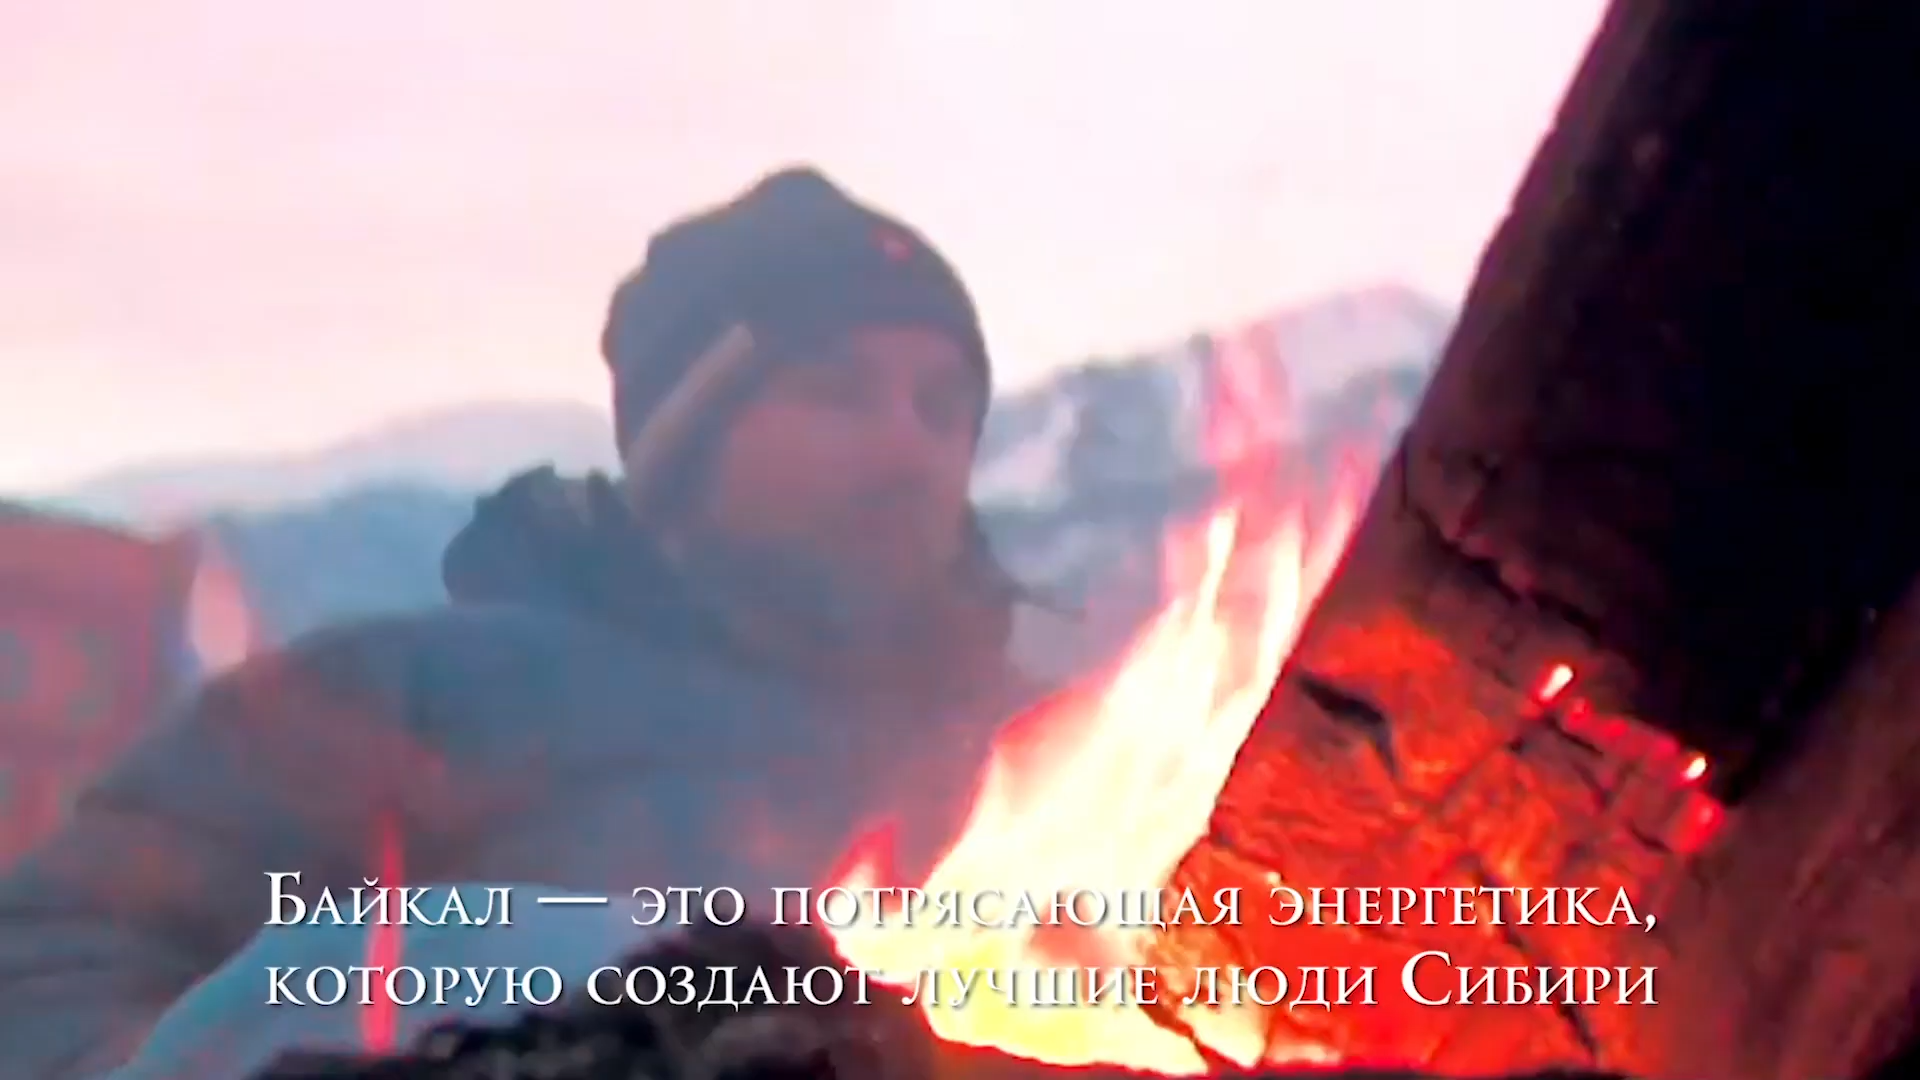 Байкал — это потрясающая энергетика,
которую создают лучшие люди Сибири